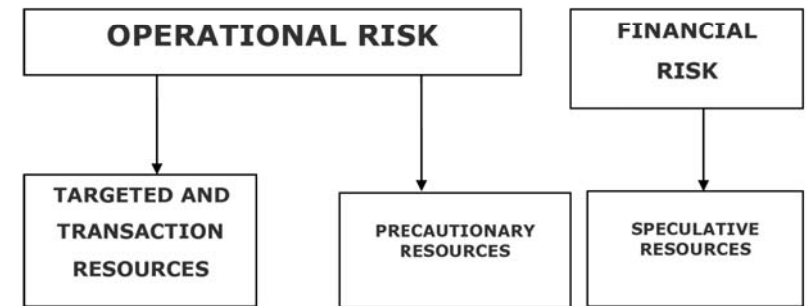 OPERATIONAL RISK
FINANCIAL
RISK
TARGETED AND
TRANSACTION
RESOURCES
PRECAUTIONARY
RESOURCES
SPECULATIVE
RESOURCES